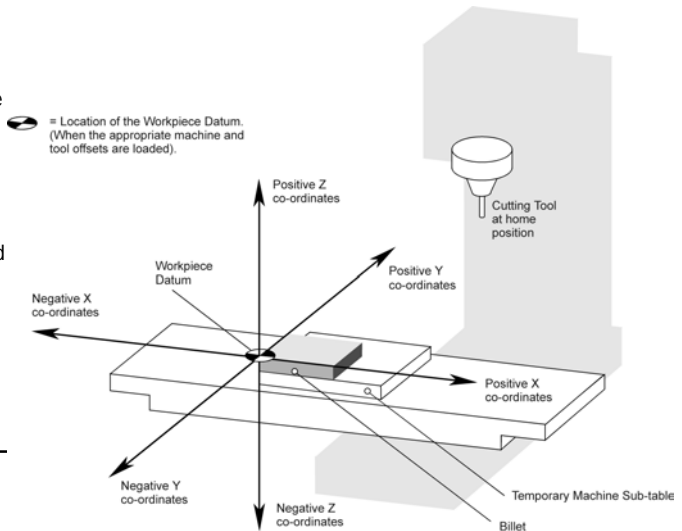 e
= Location of the Workpiece Datum.
(When the appropriate machine and
tool offsets are loaded).
Positive Z
co-ordinates
Cutting Tool
at home
position
d
Workpiece
Datum
Positive Y
co-ordinates
Negative X
co-ordinates
Positive X
co-ordinates
Negative Y
co-ordinates
Negative Z
co-ordinates
Temporary Machine Sub-table
Billet